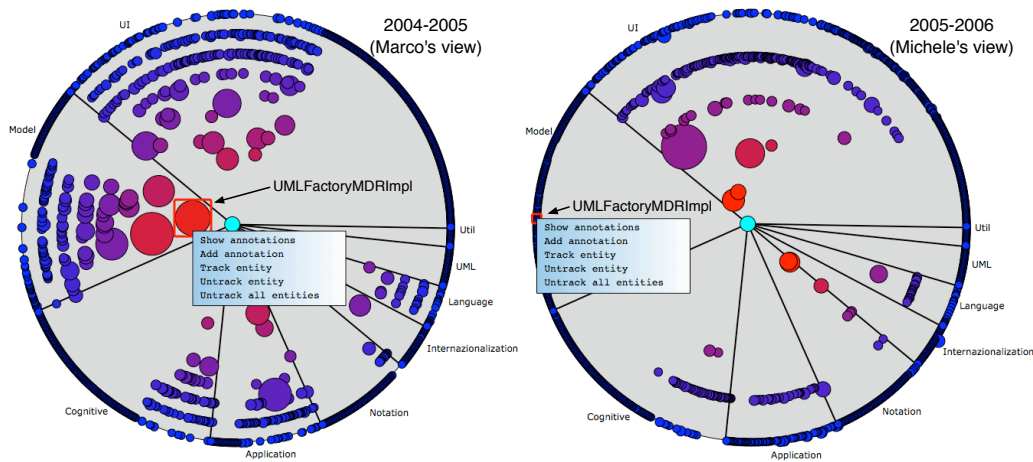 2004-2005
(Marco's view)
UI
Model
UMLFactoryMDRImpl
Show annotations
Add annotation
Track entity
Untrack entity
Untrack all entities
Util
UML
Language
Internazionalization
Notation
Application
Cognitive
2005-2006
(Michele's view)
UI
Model
UMLFactoryMDRImpl
Show annotations
Add annotation
Track entity
Untrack entity
Untrack all entities
Util
UML
Language
Internazionalization
Notation
Application
Cognitive